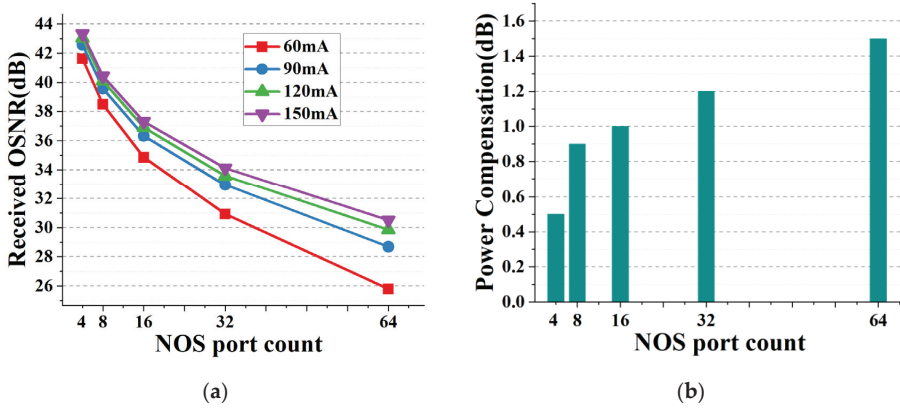 Received OSNR(dB)
44
42
40
38
36
34
32
30
28
26
60mA
90mA
120mA
150mA
4 8 16 32 64
NOS port count
(a)
Power Compensation(dB)
1.6
1.4
1.2
1.0
0.8
0.6
0.4
0.2
0.0
4 8 16 32 64
NOS port count
(b)